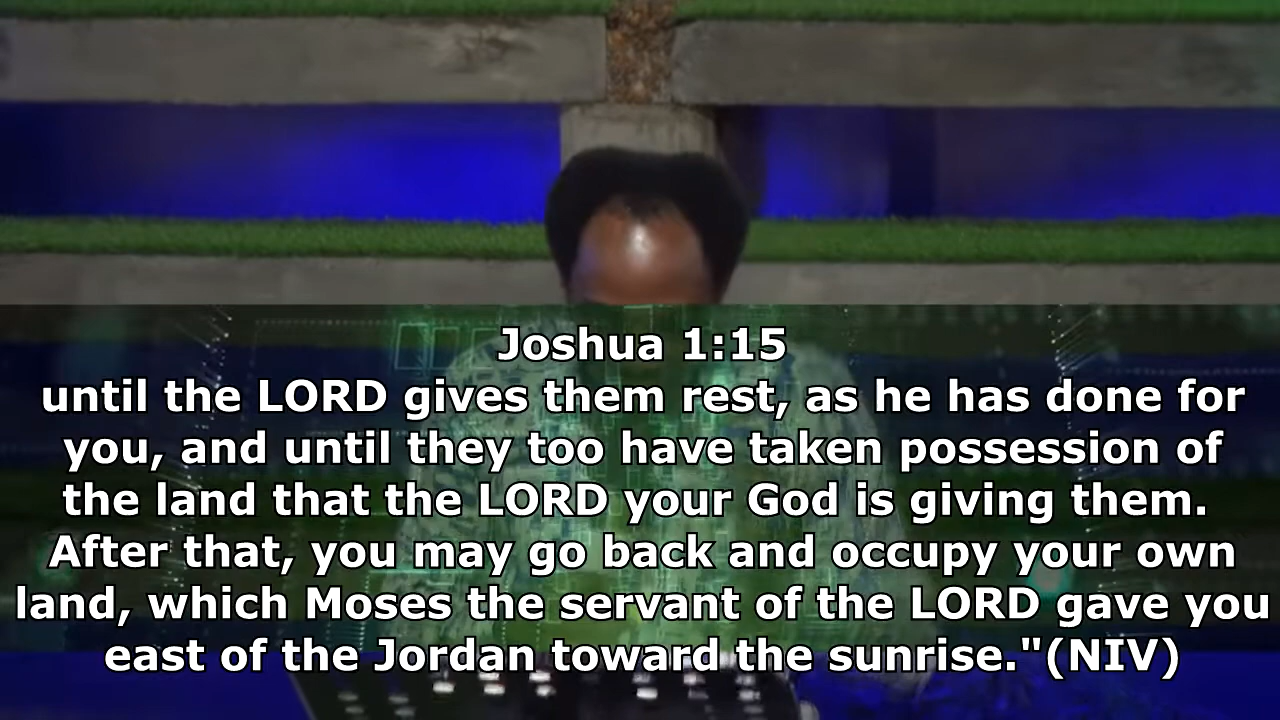 Joshua 1:15
until the LORD gives them rest, as he has done for
you, and until they too have taken possession of
the land that the LORD your God is giving them.
After that, you may go back and occupy your own
land, which Moses the servant of the LORD gave you
east of the Jordan toward the sunrise."(NIV)